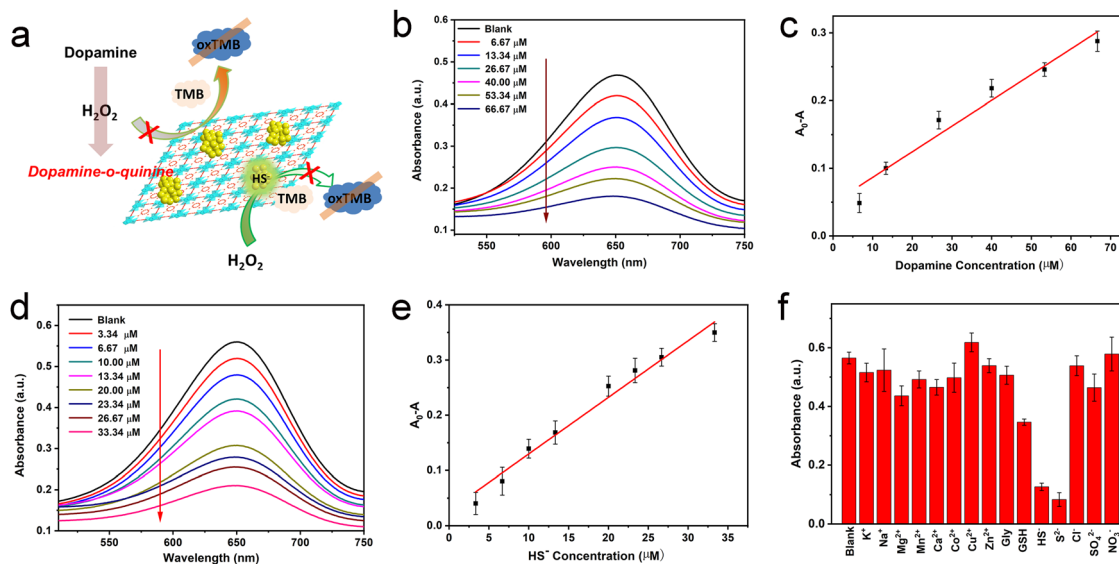 a
Dopamine
H₂O₂
Dopamine-o-quinine
oxTMB
TMB
HS⁻
TMB
oxTMB
H₂O₂
b
Absorbance (a.u.)
0.6
0.5
0.4
0.3
0.2
0.1
Blank
6.67 μM
13.34 μM
26.67 μM
40.00 μM
53.34 μM
66.67 μM
550 600 650 700 750
Wavelength (nm)
c
A₀-A
0.3
0.2
0.1
0.0
0 10 20 30 40 50 60 70
Dopamine Concentration (μM)
d
Absorbance (a.u.)
0.6
0.5
0.4
0.3
0.2
0.1
Blank
3.34 μM
6.67 μM
10.00 μM
13.34 μM
20.00 μM
23.34 μM
26.67 μM
33.34 μM
550 600 650 700 750
Wavelength (nm)
e
A₀-A
0.4
0.3
0.2
0.1
0.0
0 5 10 15 20 25 30 35
HS⁻ Concentration (μM)
f
Absorbance (a.u.)
0.8
0.6
0.4
0.2
0.0
Blank
K⁺
Na⁺
Mg²⁺
Mn²⁺
Ca²⁺
Co²⁺
Cu²⁺
Zn²⁺
Gly
GSH
HS⁻
S²⁻
Cl⁻
SO₄²⁻
NO₃⁻